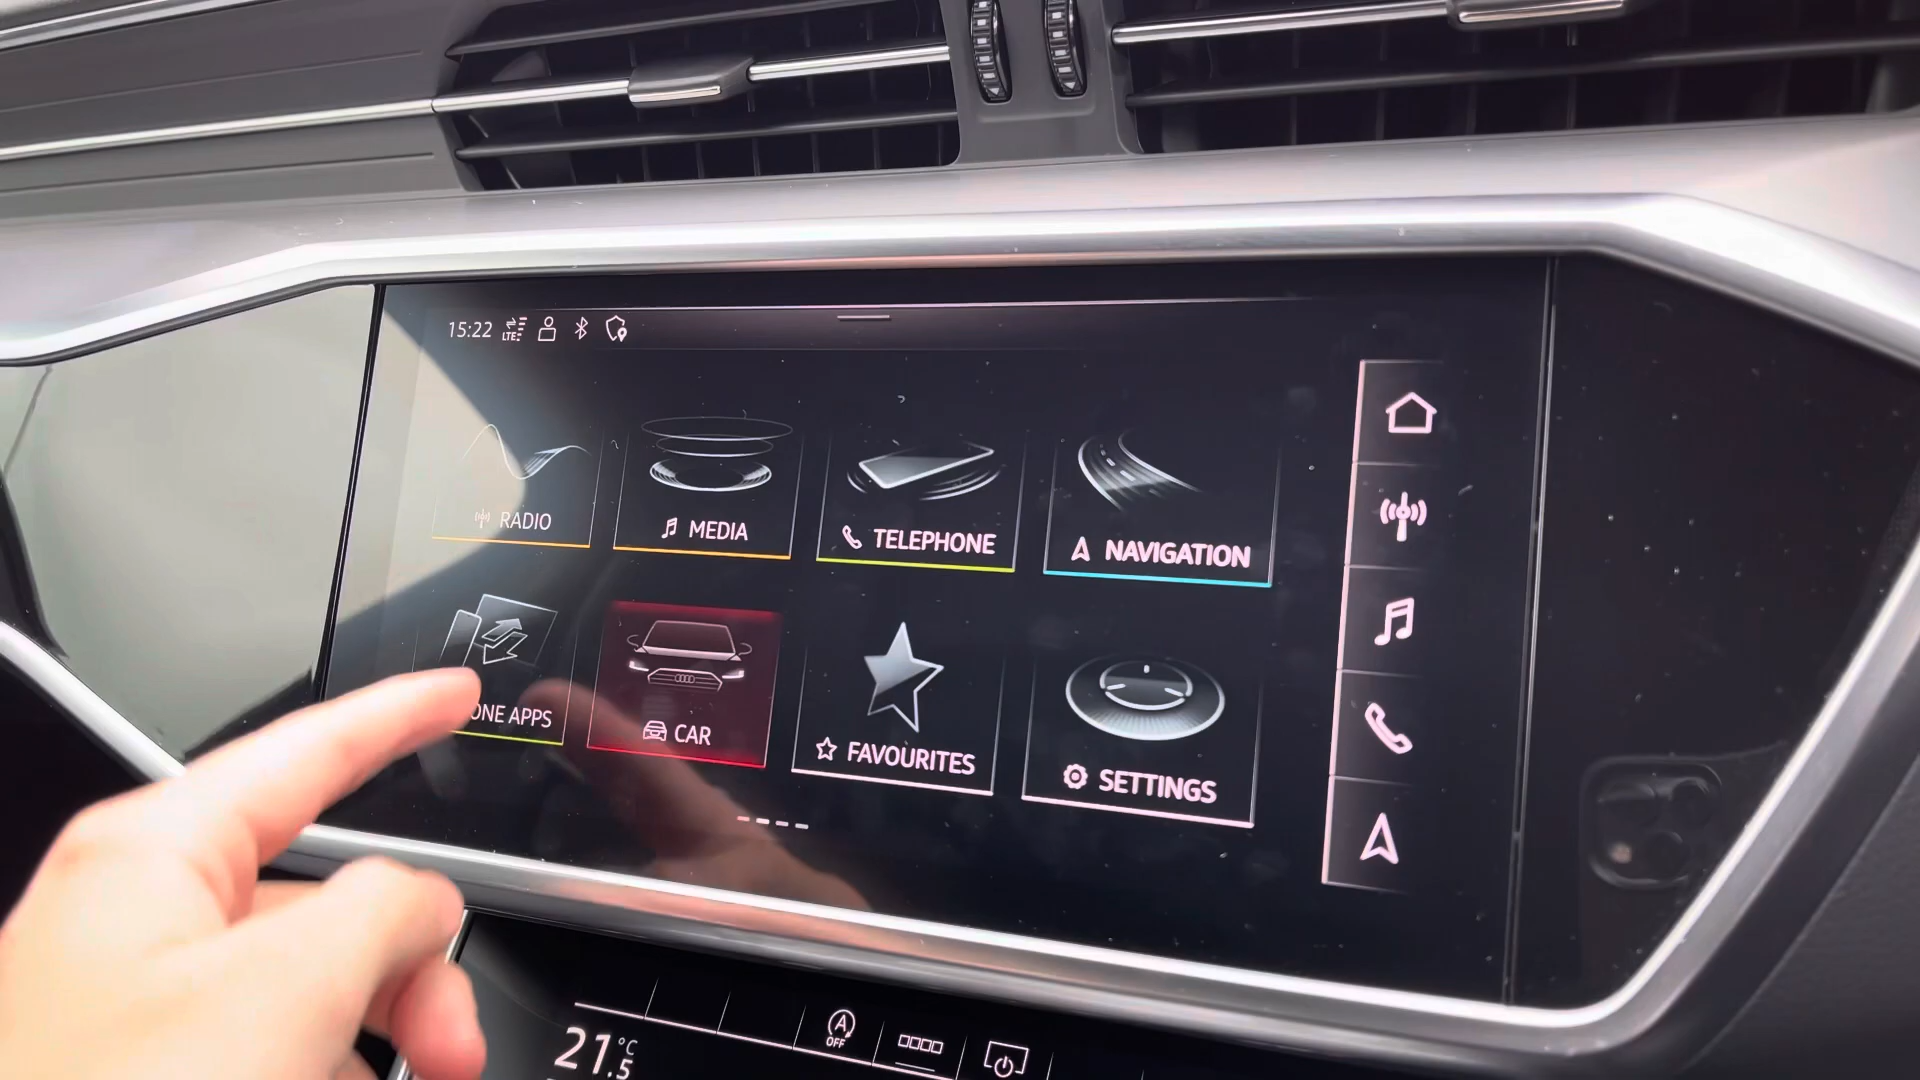 15:22 LTE
RADIO
MEDIA
TELEPHONE
NAVIGATION
ONE APPS
CAR
FAVOURITES
SETTINGS
21.5 °C
A
OFF